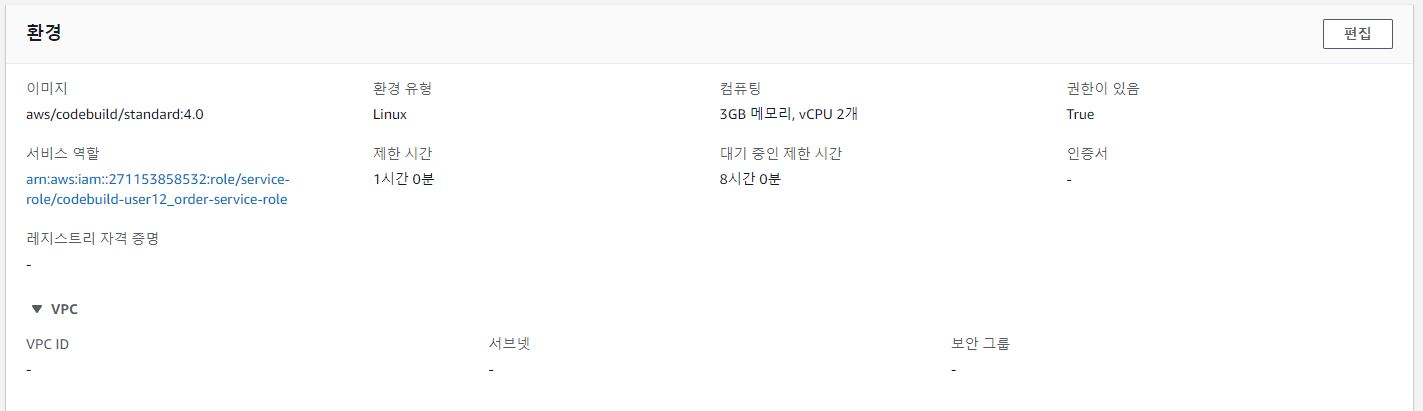 환경
편집
이미지
aws/codebuild/standard:4.0
환경 유형
Linux
컴퓨팅
3GB 메모리, vCPU 2개
권한이 있음
True
서비스 역할
arn:aws:iam::271153858532:role/service-
role/codebuild-user12_order-service-role
제한 시간
1시간 0분
대기 중인 제한 시간
8시간 0분
인증서
-
레지스트리 자격 증명
-
▼ VPC
VPC ID
-
서브넷
-
보안 그룹
-